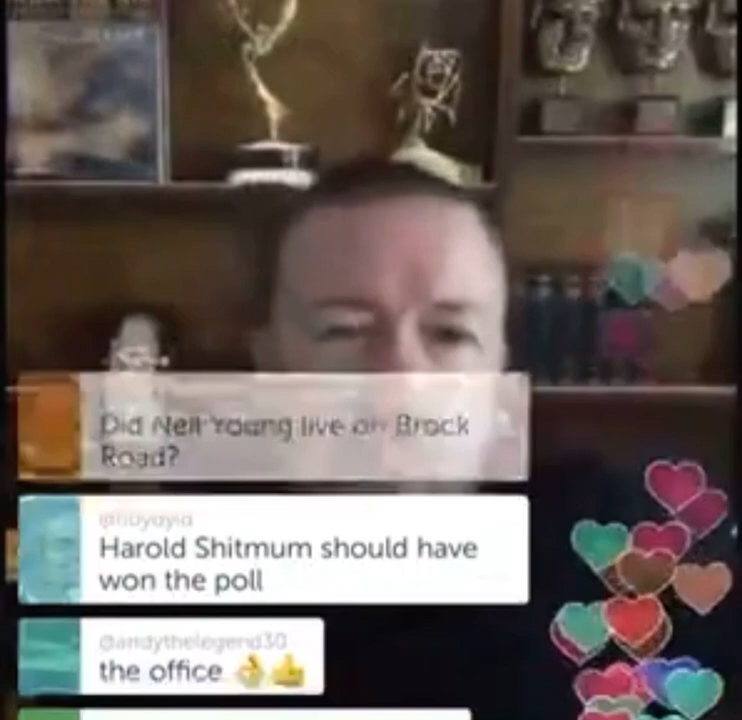 Did Neil Young live on Brock
Road?
Harold Shitmum should have
won the poll
@andythelegend30
the office 👌👍